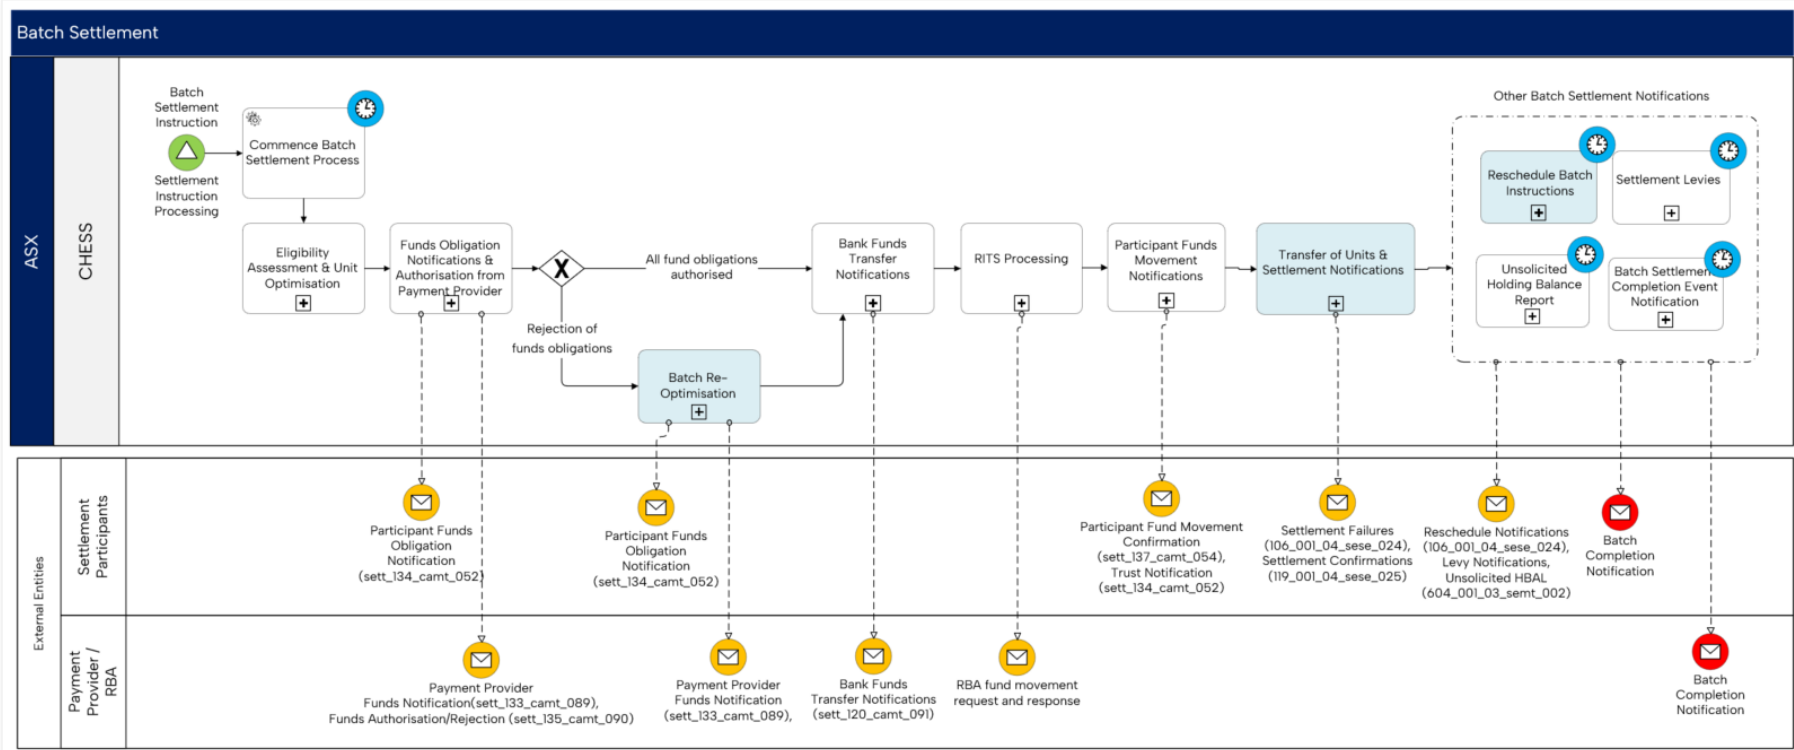 Batch Settlement
ASX
CHESS
Batch
Settlement
Instruction
Settlement
Instruction
Processing
Commence Batch
Settlement Process
Eligibility
Assessment & Unit
Optimisation
Funds Obligation
Notifications &
Authorisation from
Payment Provider
X
All fund obligations
authorised
Rejection of
funds obligations
Batch Re-
Optimisation
Bank Funds
Transfer
Notifications
RITS Processing
Participant Funds
Movement
Notifications
Transfer of Units &
Settlement Notifications
Other Batch Settlement Notifications
Reschedule Batch
Instructions
Settlement Levies
Unsolicited
Holding Balance
Report
Batch Settlemen
Completion Event
Notification
External Entities
Settlement
Participants
Participant Funds
Obligation
Notification
(sett_134_camt_052)
Participant Funds
Obligation
Notification
(sett_134_camt_052)
Participant Fund Movement
Confirmation
(sett_137_camt_054),
Trust Notification
(sett_134_camt_052)
Settlement Failures
(106_001_04_sese_024),
Settlement Confirmations
(119_001_04_sese_025)
Reschedule Notifications
(106_001_04_sese_024),
Levy Notifications,
Unsolicited HBAL
(604_001_03_semt_002)
Batch
Completion
Notification
Payment
Provider /
RBA
Payment Provider
Funds Notification(sett_133_camt_089),
Funds Authorisation/Rejection (sett_135_camt_090)
Payment Provider
Funds Notification
(sett_133_camt_089),
Bank Funds
Transfer Notifications
(sett_120_camt_091)
RBA fund movement
request and response
Batch
Completion
Notification